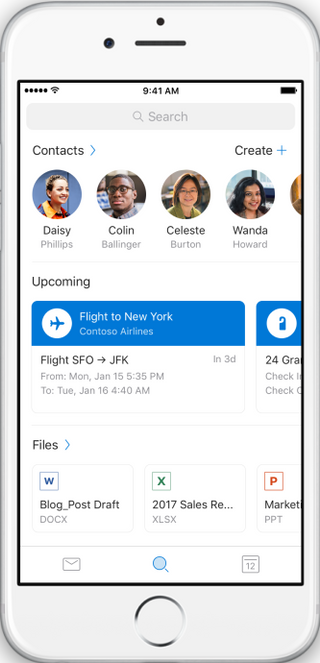 9:41 AM
Search
Contacts
Create +
Daisy Colin Celeste Wanda
Phillips Ballinger Burton Howard
Upcoming
Flight to New York
Contoso Airlines
Flight SFO → JFK In 3d
From: Mon, Jan 15 5:35 PM
To: Tue, Jan 16 4:40 AM
24 Gra
Check I
Check
Files
W X P
Blog_Post Draft 2017 Sales Re... Marketi
DOCX XLSX PPT
12